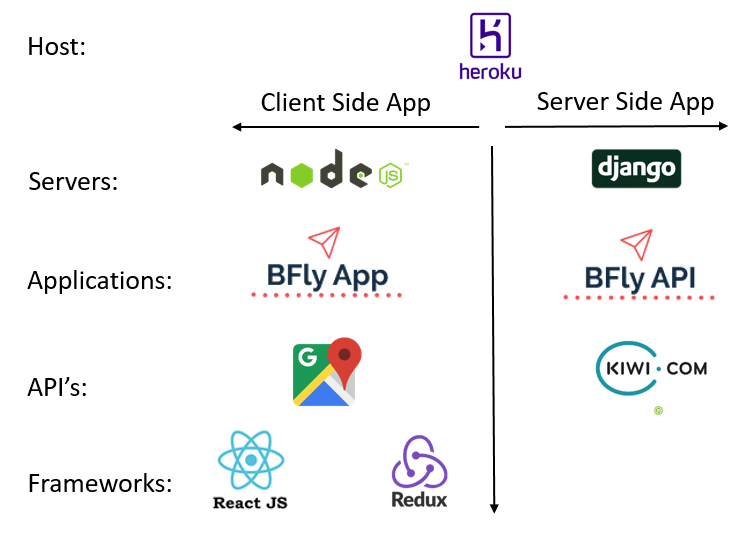 Host:
heroku
Client Side App
Server Side App
Servers:
node JS
django
Applications:
BFly App
BFly API
API's:
G
KIWI.COM
Frameworks:
React JS
Redux